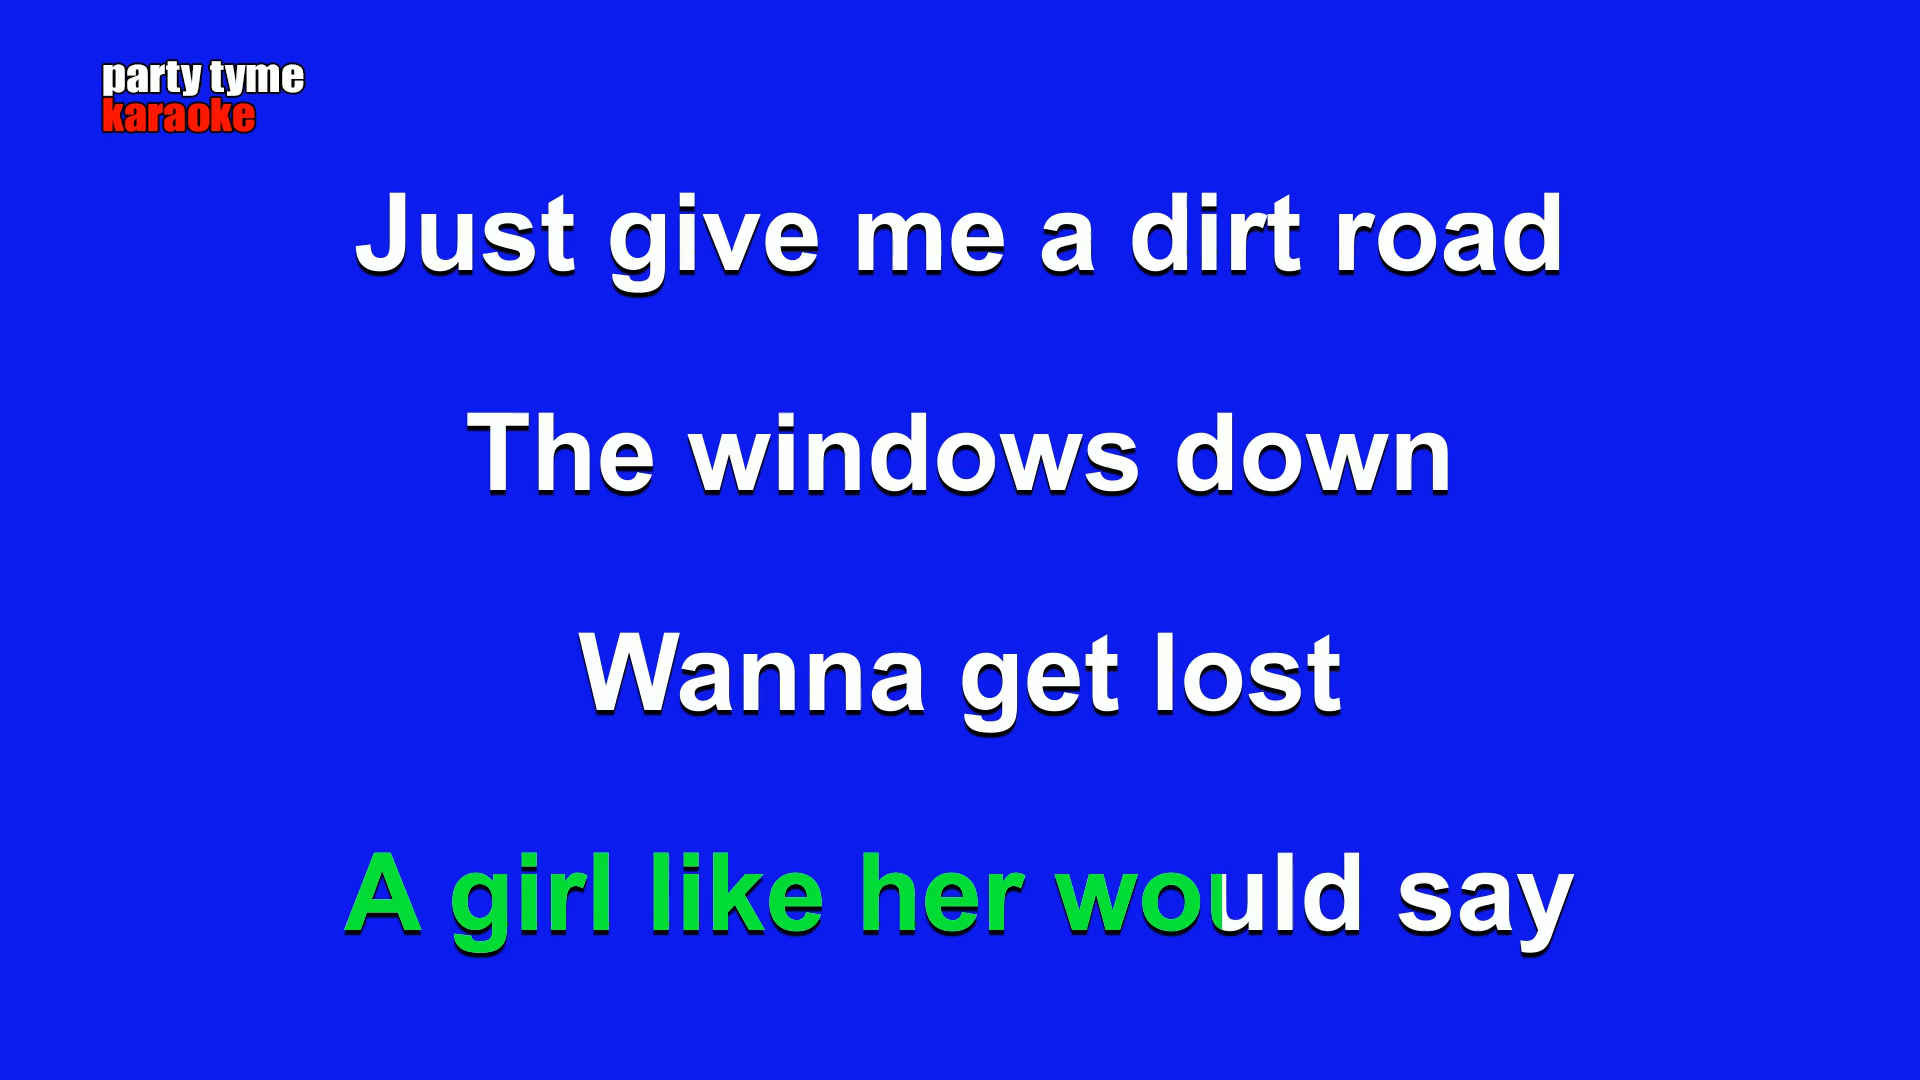 party tyme
karaoke
Just give me a dirt road
The windows down
Wanna get lost
A girl like her would say